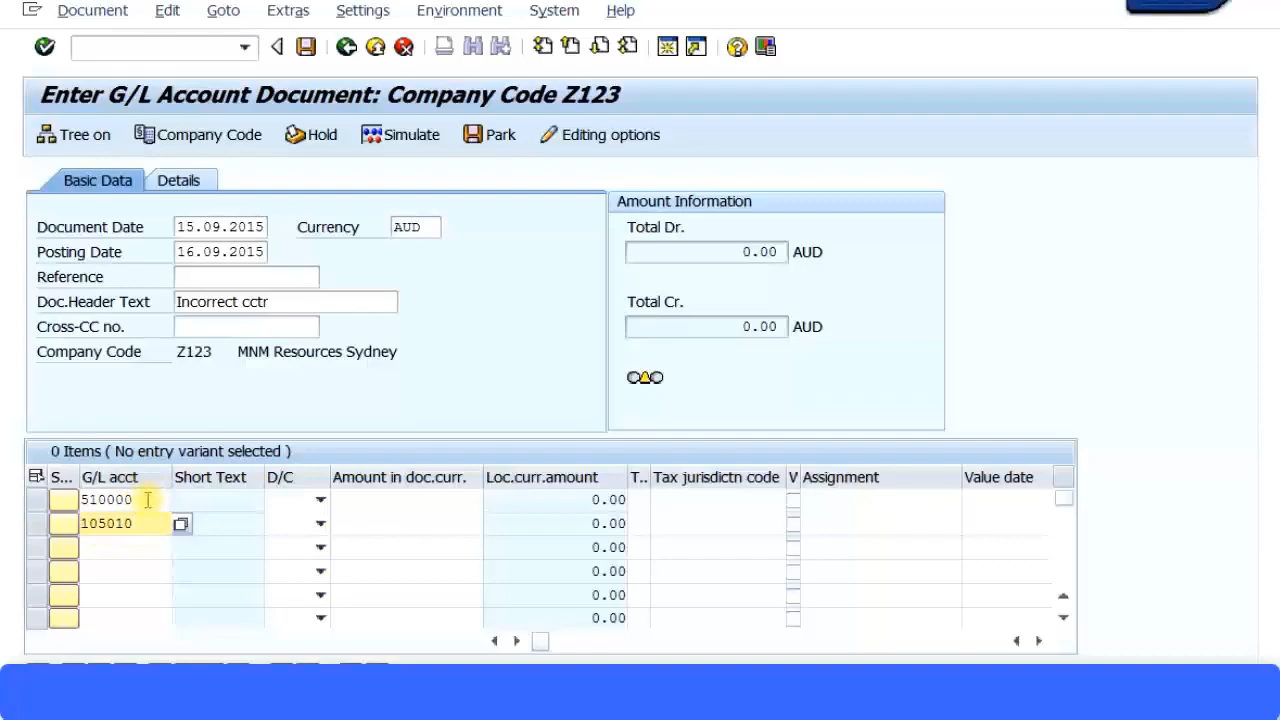 Document Edit Goto Extras Settings Environment System Help
Enter G/L Account Document: Company Code Z123
Tree on Company Code Hold Simulate Park Editing options
Basic Data Details
Document Date 15.09.2015 Currency AUD
Posting Date 16.09.2015
Reference
Doc.Header Text Incorrect cctr
Cross-CC no.
Company Code Z123 MNM Resources Sydney
Amount Information
Total Dr.
0.00 AUD
Total Cr.
0.00 AUD
0 Items ( No entry variant selected )
S... G/L acct Short Text D/C Amount in doc.curr. Loc.curr.amount T.. Tax jurisdictn code V Assignment Value date
510000 0.00
105010 0.00
0.00
0.00
0.00
0.00